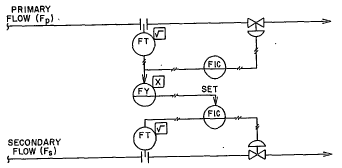 PRIMARY
FLOW (Fp)
FT
√
FIC
X
FY
SET
FIC
FT
√
SECONDARY
FLOW (Fs)